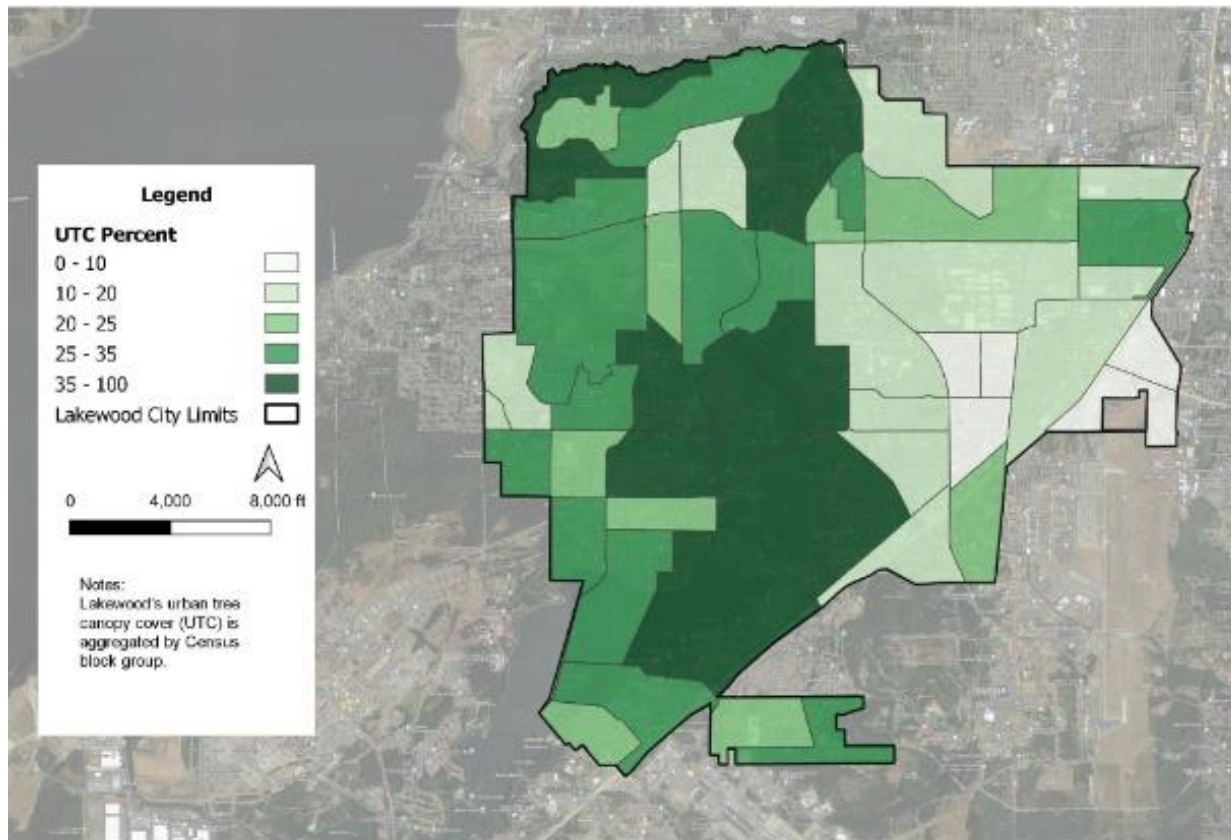 Legend
UTC Percent
0 - 10
10 - 20
20 - 25
25 - 35
35 - 100
Lakewood City Limits
0 4,000 8,000 ft
Notes:
Lakewood's urban tree
canopy cover (UTC) is
aggregated by Census
block group.